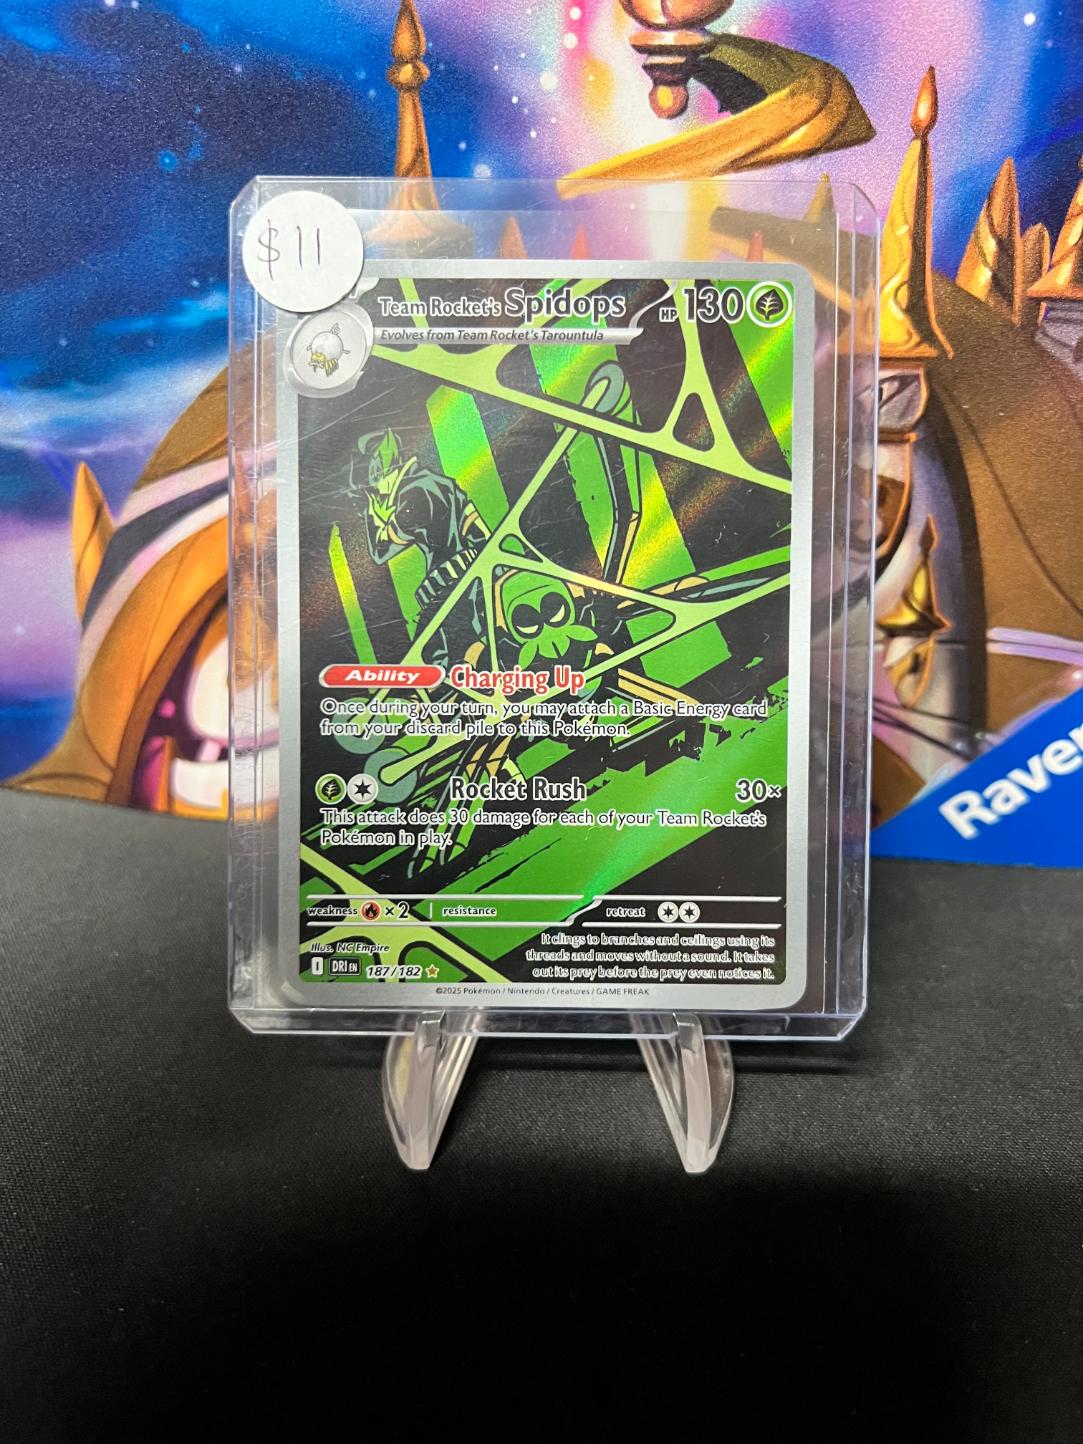 $11
Team Rocket's Spidops HP 130
Evolves from Team Rocket's Tarountula
Ability Charging Up
Once during your turn, you may attach a Basic Energy card
from your discard pile to this Pokémon.
Rocket Rush 30×
This attack does 30 damage for each of your Team Rocket's
Pokémon in play.
weakness ×2 resistance retreat
Illus. NC Empire
It clings to branches and ceilings using its
threads and moves without a sound. It takes
out its prey before the prey even notices it.
I DRI EN 187/182
©2025 Pokémon / Nintendo / Creatures / GAME FREAK
Raven